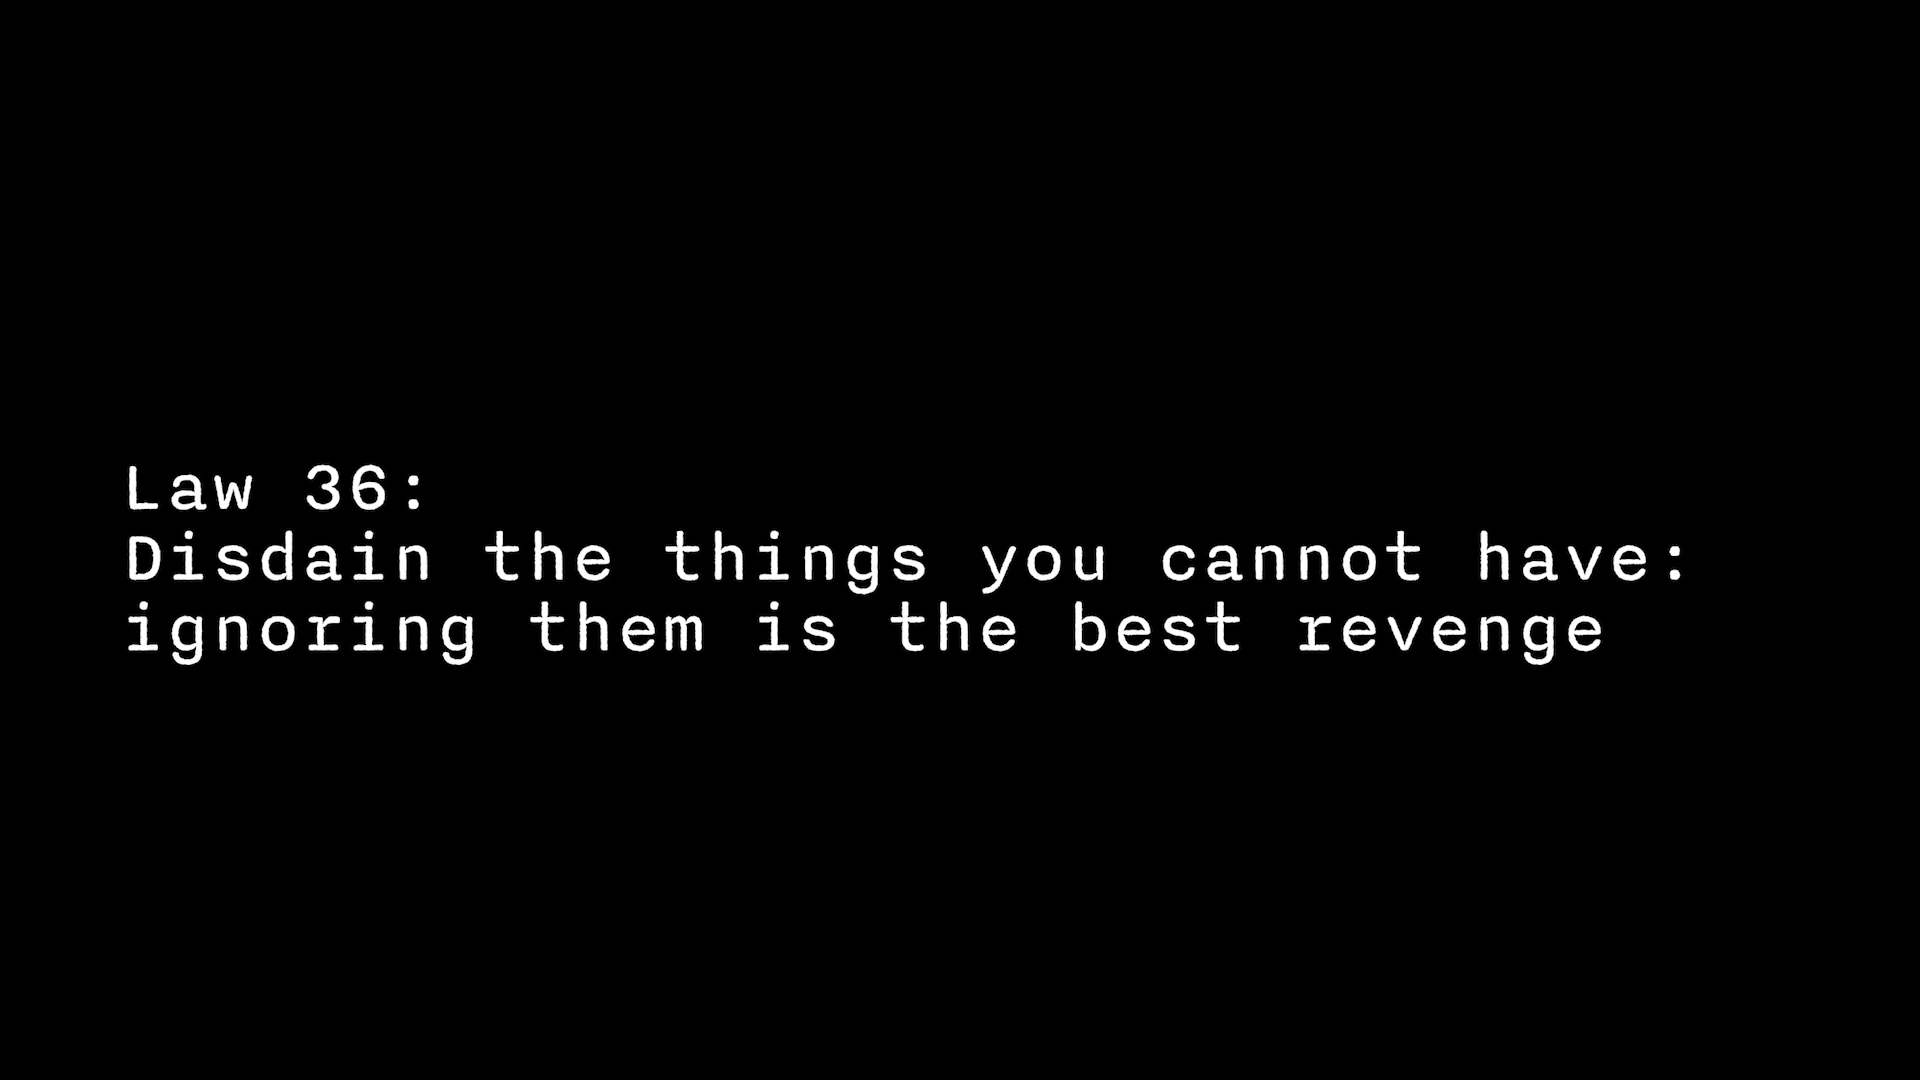 Law 36:
Disdain the things you cannot have:
ignoring them is the best revenge